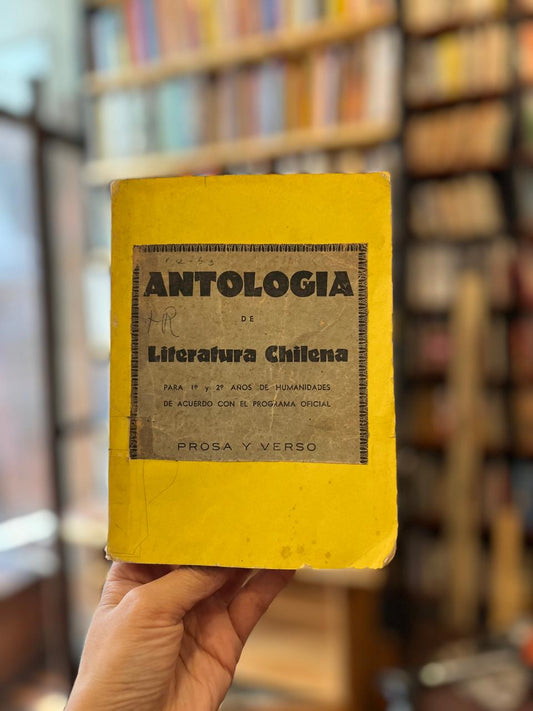 ANTOLOGIA
DE
Literatura Chilena
PARA 1º y 2º AÑOS DE HUMANIDADES
DE ACUERDO CON EL PROGRAMA OFICIAL
PROSA Y VERSO